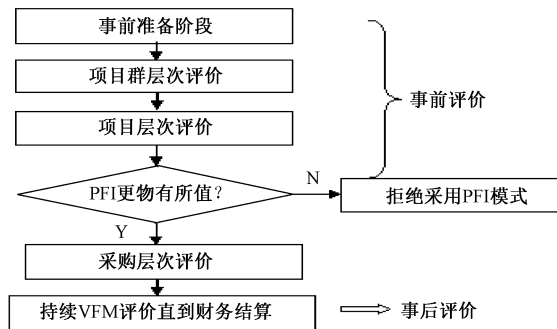 事前准备阶段
项目群层次评价
事前评价
项目层次评价
PFI更物有所值?
N
拒绝采用PFI模式
Y
采购层次评价
持续VFM评价直到财务结算
事后评价